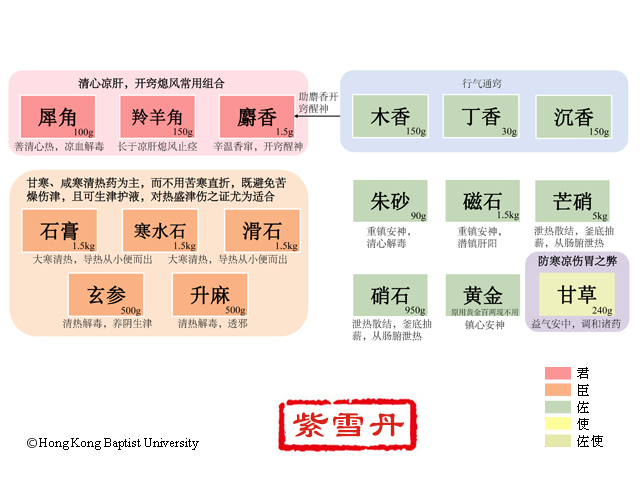 清心凉肝，开窍熄风常用组合
犀角
100g
善清心热，凉血解毒
羚羊角
150g
长于凉肝熄风止痉
麝香
1.5g
辛温香窜，开窍醒神
助麝香开
窍醒神
行气通窍
木香
150g
丁香
30g
沉香
150g
甘寒、咸寒清热药为主，而不用苦寒直折，既避免苦
燥伤津，且可生津护液，对热盛津伤之证尤为适合
石膏
1.5kg
寒水石
1.5kg
滑石
1.5kg
大寒清热，导热从小便而出
大寒清热，导热从小便而出
玄参
500g
清热解毒，养阴生津
升麻
500g
清热解毒，透邪
朱砂
90g
重镇安神，
清心解毒
磁石
1.5kg
重镇安神，
潜镇肝阳
芒硝
5kg
泄热散结，釜底抽
薪，从肠腑泄热
硝石
950g
泄热散结，釜底抽
薪，从肠腑泄热
黄金
原用黄金百两现不用
镇心安神
防寒凉伤胃之弊
甘草
240g
益气安中，调和诸药
君
臣
佐
使
佐使
紫雪丹
©Hong Kong Baptist University